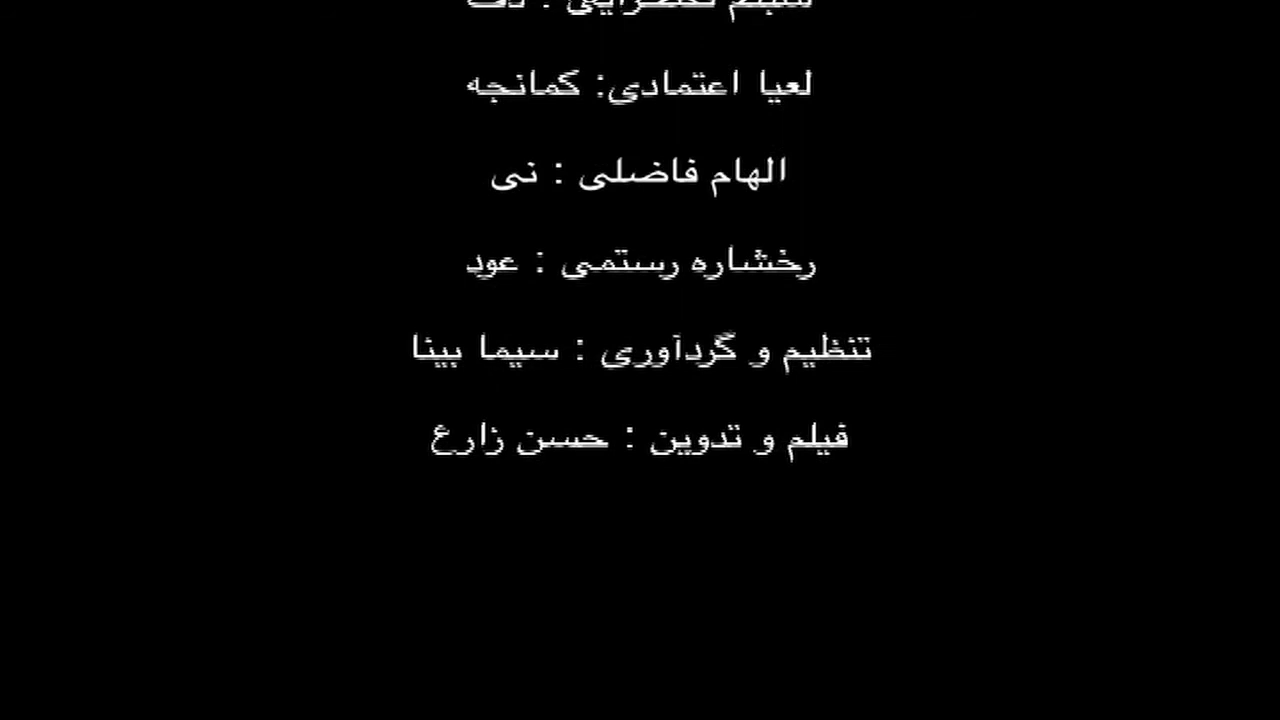 لعیا اعتمادی: کمانچه
الهام فاضلی : نی
رخشاره رستمی : عود
تنظیم و گردآوری : سیما بینا
فیلم و تدوین : حسن زارع